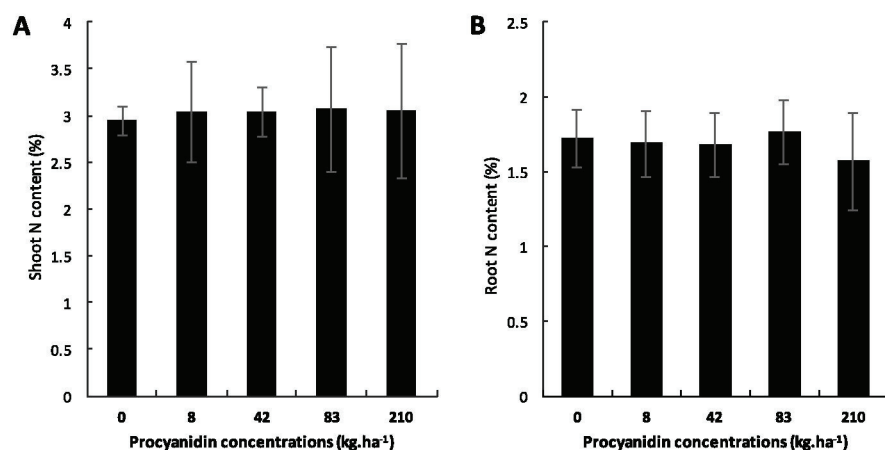 A
4
3.5
3
2.5
2
1.5
1
0.5
0
Shoot N content (%)
0 8 42 83 210
Procyanidin concentrations (kg.ha⁻¹)
B
2.5
2
1.5
1
0.5
0
Root N content (%)
0 8 42 83 210
Procyanidin concentrations (kg.ha⁻¹)